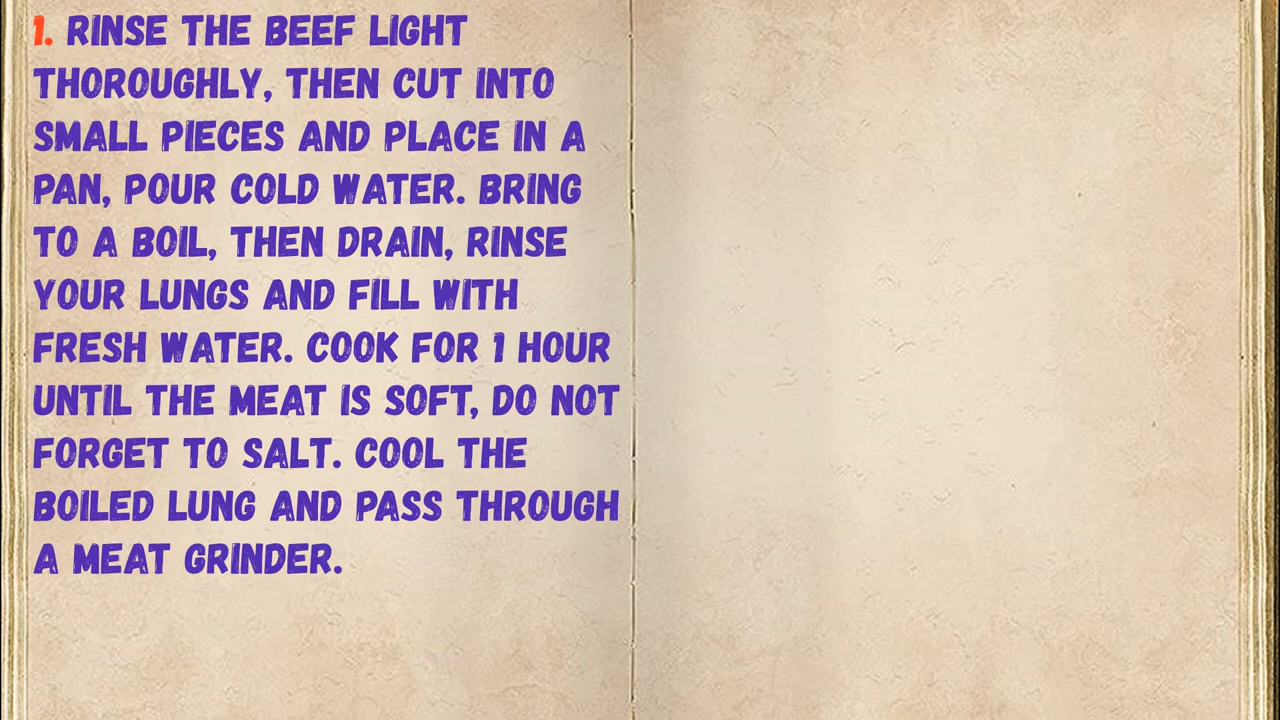 1. RINSE THE BEEF LIGHT
THOROUGHLY, THEN CUT INTO
SMALL PIECES AND PLACE IN A
PAN, POUR COLD WATER. BRING
TO A BOIL, THEN DRAIN, RINSE
YOUR LUNGS AND FILL WITH
FRESH WATER. COOK FOR 1 HOUR
UNTIL THE MEAT IS SOFT, DO NOT
FORGET TO SALT. COOL THE
BOILED LUNG AND PASS THROUGH
A MEAT GRINDER.